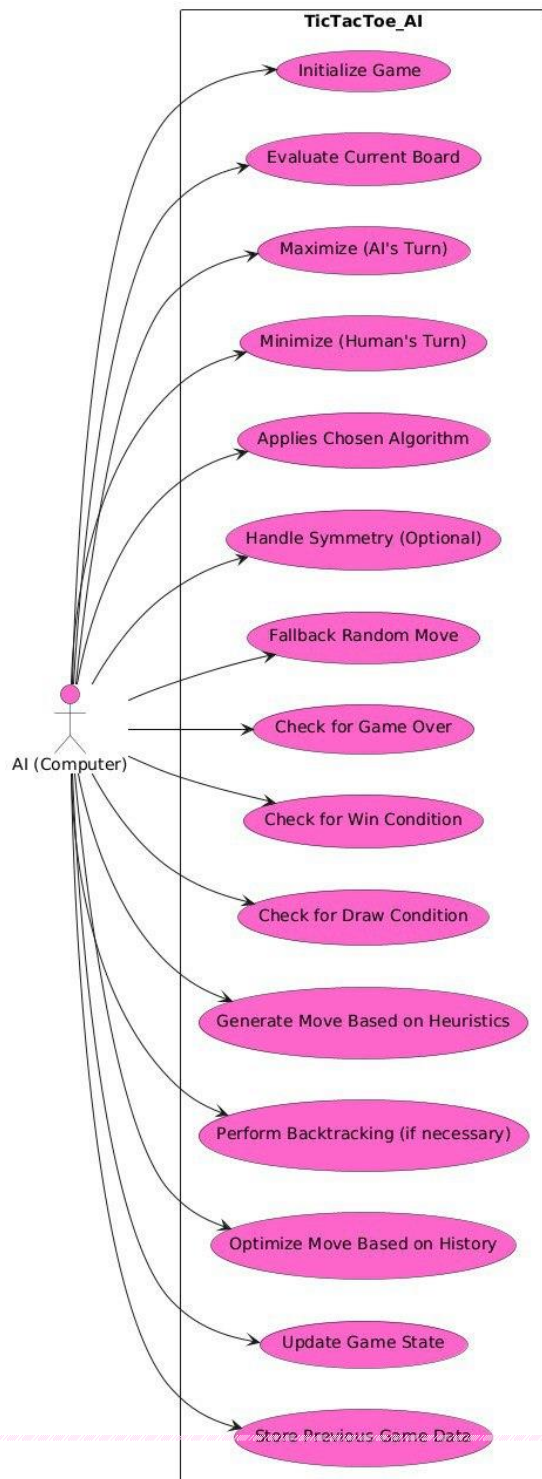 TicTacToe_AI
Initialize Game
Evaluate Current Board
Maximize (AI's Turn)
Minimize (Human's Turn)
Applies Chosen Algorithm
Handle Symmetry (Optional)
Fallback Random Move
Check for Game Over
AI (Computer)
Check for Win Condition
Check for Draw Condition
Generate Move Based on Heuristics
Perform Backtracking (if necessary)
Optimize Move Based on History
Update Game State
Store Previous Game Data